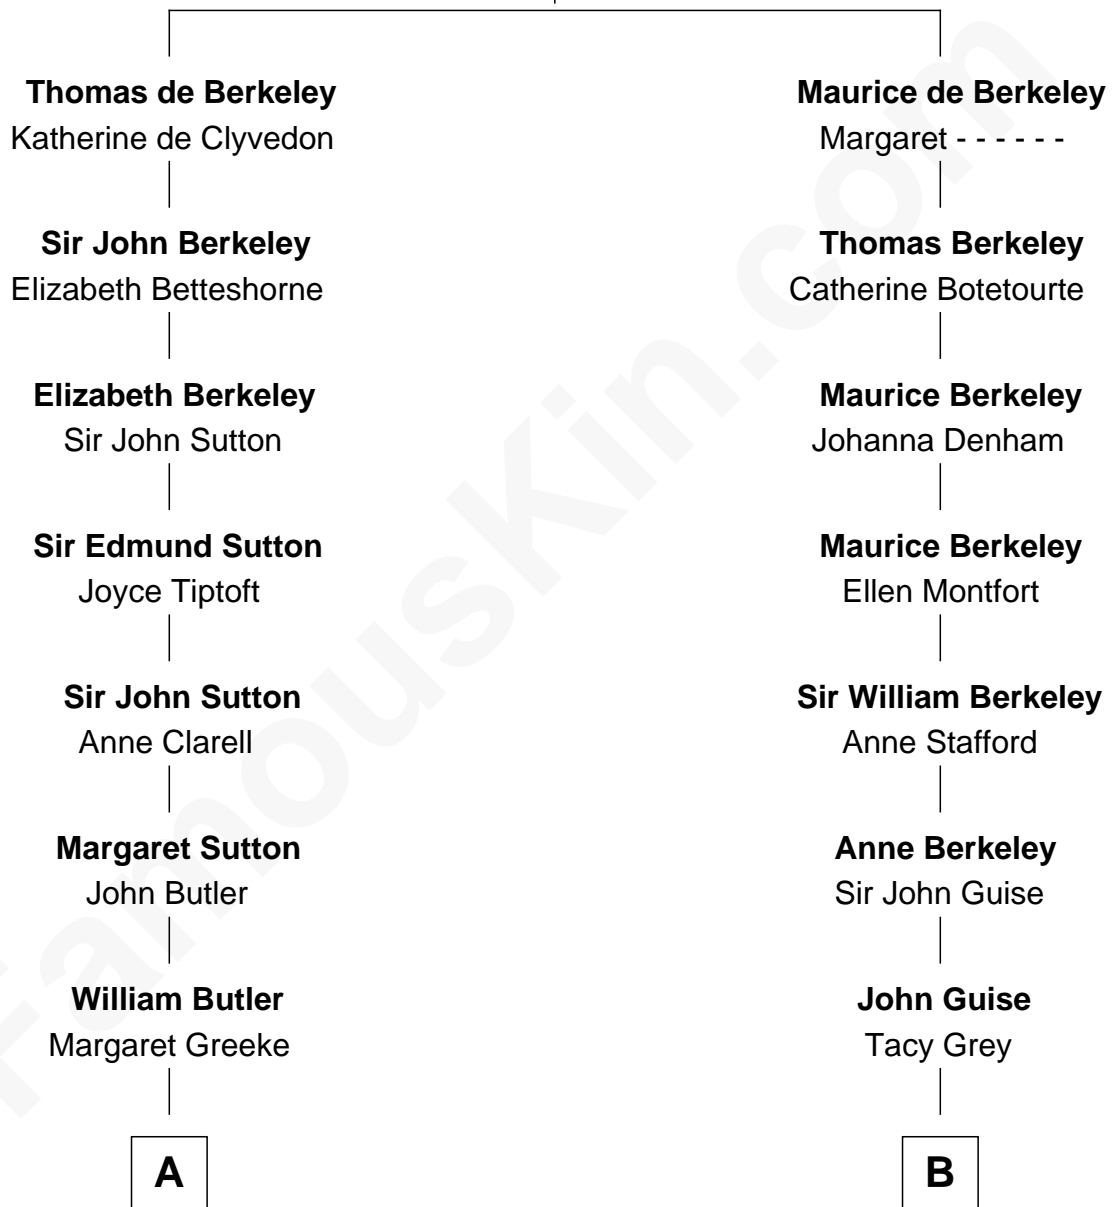 Thomas de Berkeley
Katherine de Clyvedon
Sir John Berkeley
Elizabeth Betteshorne
Elizabeth Berkeley
Sir John Sutton
Sir Edmund Sutton
Joyce Tiptoft
Sir John Sutton
Anne Clarell
Margaret Sutton
John Butler
William Butler
Margaret Greeke
A
Maurice de Berkeley
Margaret - - - - - -
Thomas Berkeley
Catherine Botetourte
Maurice Berkeley
Johanna Denham
Maurice Berkeley
Ellen Montfort
Sir William Berkeley
Anne Stafford
Anne Berkeley
Sir John Guise
John Guise
Tacy Grey
B
FamousKin.com